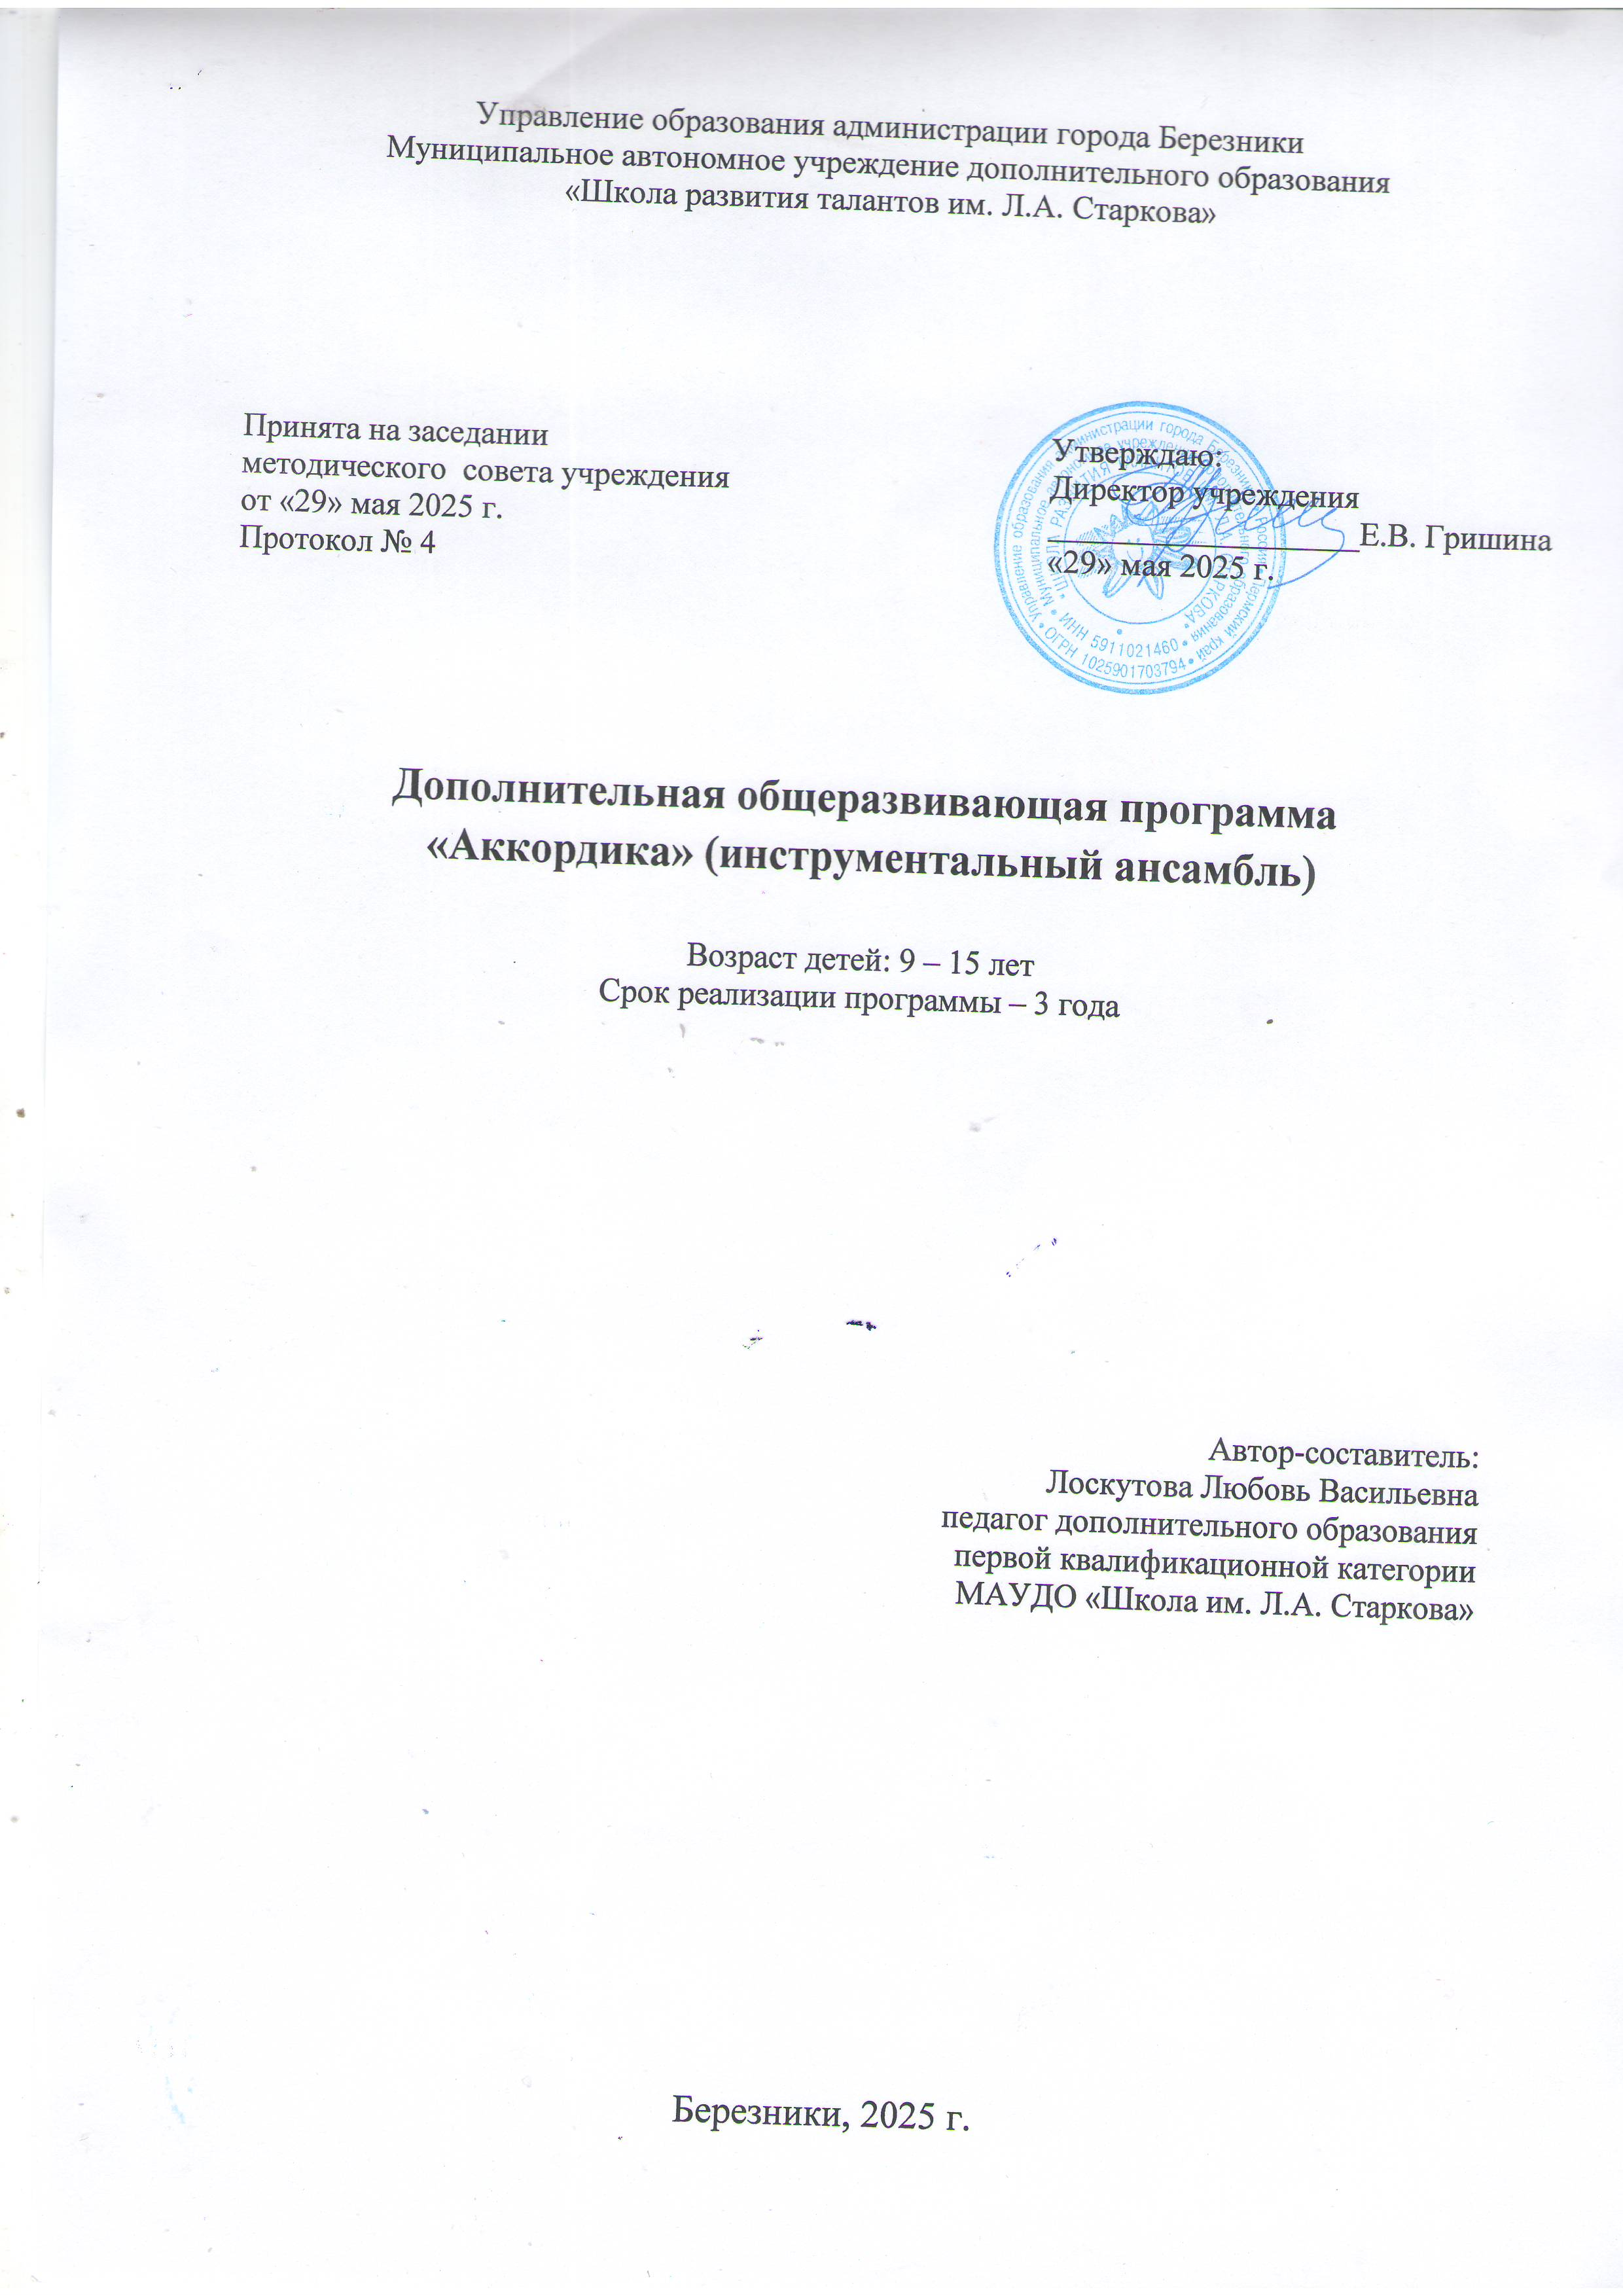 Управление образования администрации города Березники
Муниципальное автономное учреждение дополнительного образования
«Школа развития талантов им. Л.А. Старкова»
Принята на заседании
методического совета учреждения
от «29» мая 2025 г.
Протокол № 4
Утверждаю:
Директор учреждения
Е.В. Гришина
«29» мая 2025 г.
ИНН 5911021460
ОГРН 1025901703794
Дополнительная общеразвивающая программа
«Аккордика» (инструментальный ансамбль)
Возраст детей: 9 – 15 лет
Срок реализации программы – 3 года
Автор-составитель:
Лоскутова Любовь Васильевна
педагог дополнительного образования
первой квалификационной категории
МАУДО «Школа им. Л.А. Старкова»
Березники, 2025 г.